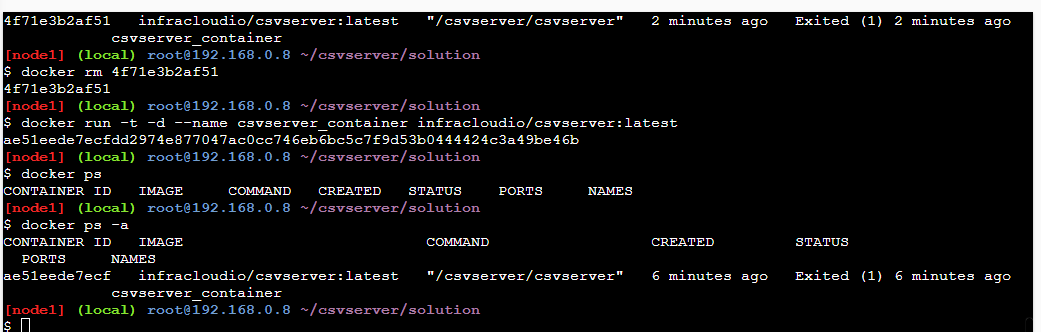 4f71e3b2af51   infracloudio/csvserver:latest   "/csvserver/csvserver"   2 minutes ago   Exited (1) 2 minutes ago
             csvserver_container
[node1] (local) root@192.168.0.8 ~/csvserver/solution
$ docker rm 4f71e3b2af51
4f71e3b2af51
[node1] (local) root@192.168.0.8 ~/csvserver/solution
$ docker run -t -d --name csvserver_container infracloudio/csvserver:latest
ae51eede7ecfdd2974e877047ac0cc746eb6bc5c7f9d53b0444424c3a49be46b
[node1] (local) root@192.168.0.8 ~/csvserver/solution
$ docker ps
CONTAINER ID   IMAGE     COMMAND   CREATED   STATUS    PORTS     NAMES
[node1] (local) root@192.168.0.8 ~/csvserver/solution
$ docker ps -a
CONTAINER ID   IMAGE                           COMMAND                  CREATED         STATUS
  PORTS     NAMES
ae51eede7ecf   infracloudio/csvserver:latest   "/csvserver/csvserver"   6 minutes ago   Exited (1) 6 minutes ago
            csvserver_container
[node1] (local) root@192.168.0.8 ~/csvserver/solution
$